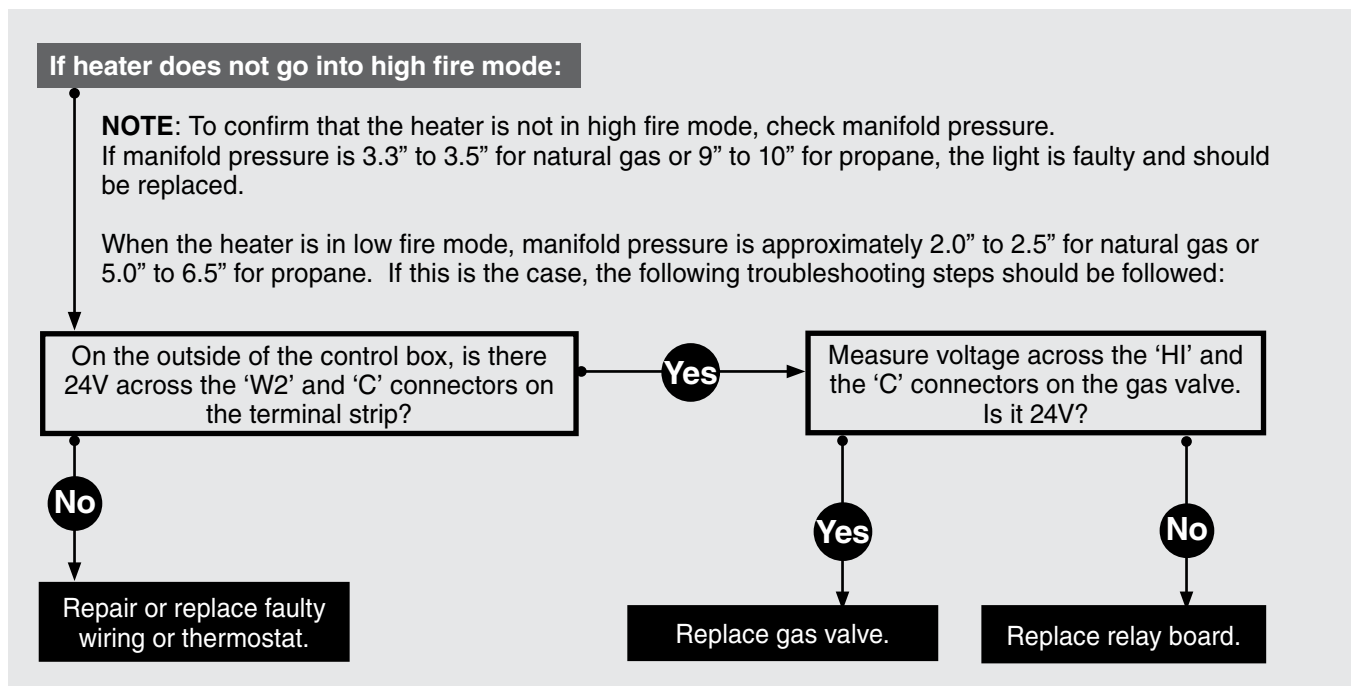 If heater does not go into high fire mode:
NOTE: To confirm that the heater is not in high fire mode, check manifold pressure.
If manifold pressure is 3.3” to 3.5” for natural gas or 9” to 10” for propane, the light is faulty and should
be replaced.
When the heater is in low fire mode, manifold pressure is approximately 2.0” to 2.5” for natural gas or
5.0” to 6.5” for propane.  If this is the case, the following troubleshooting steps should be followed:
On the outside of the control box, is there
24V across the ‘W2’ and ‘C’ connectors on
the terminal strip?
Yes
Measure voltage across the ‘HI’ and
the ‘C’ connectors on the gas valve.
Is it 24V?
No
Yes
No
Repair or replace faulty
wiring or thermostat.
Replace gas valve.
Replace relay board.